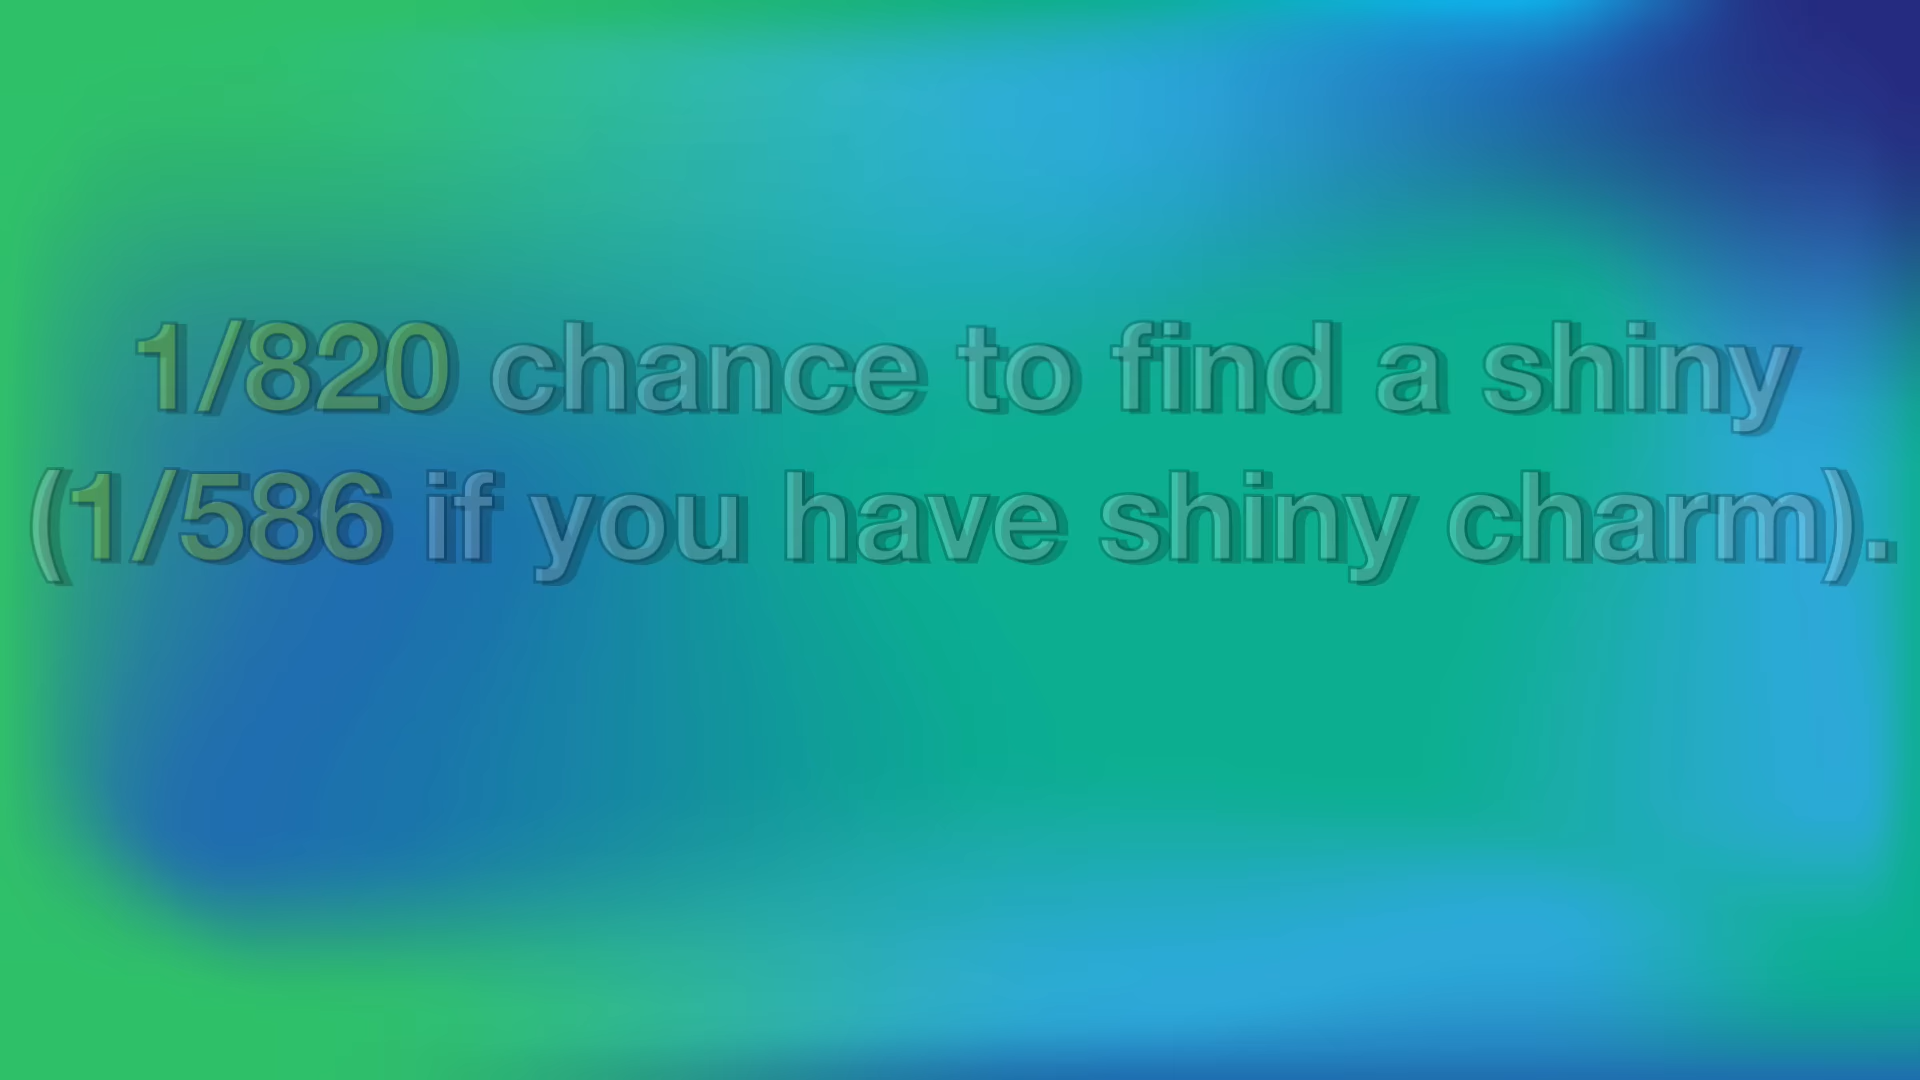 1/820 chance to find a shiny
(1/586 if you have shiny charm).